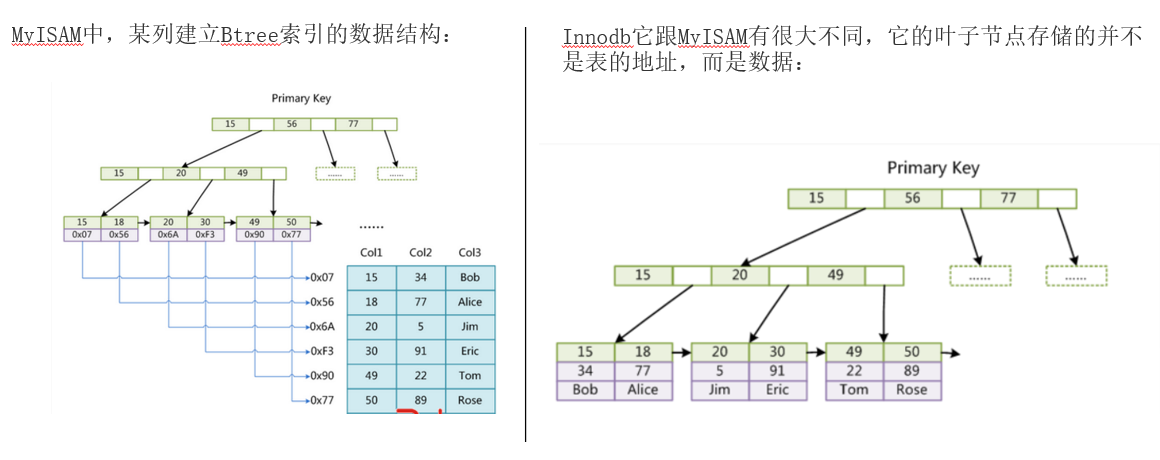 MyISAM中，某列建立Btree索引的数据结构：
Primary Key
15 56 77
15 20 49 ...... ......
15 18 20 30 49 50
0x07 0x56 0x6A 0xF3 0x90 0x77
......
Col1 Col2 Col3
0x07 15 34 Bob
0x56 18 77 Alice
0x6A 20 5 Jim
0xF3 30 91 Eric
0x90 49 22 Tom
0x77 50 89 Rose
Innodb它跟MyISAM有很大不同，它的叶子节点存储的并不
是表的地址，而是数据：
Primary Key
15 56 77
15 20 49 ...... ......
15 18 20 30 49 50
34 77 5 91 22 89
Bob Alice Jim Eric Tom Rose